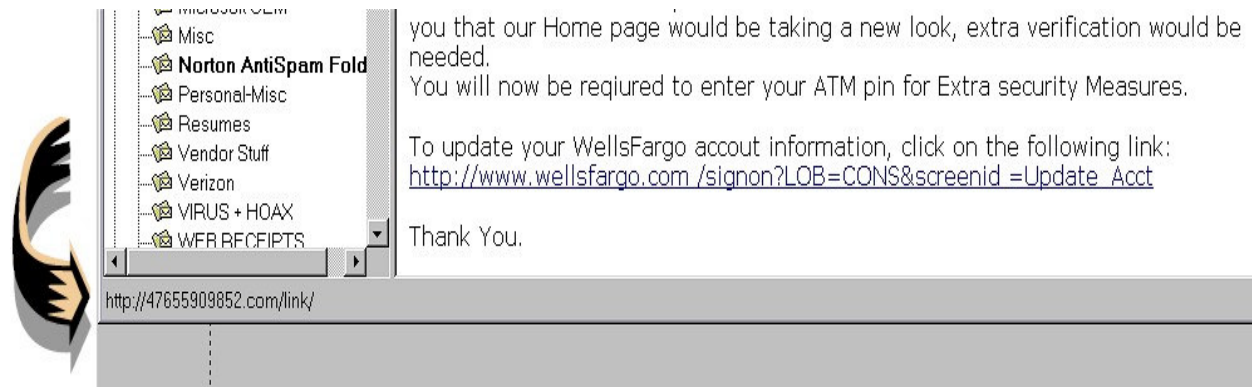 Misc
Norton AntiSpam Fold
Personal-Misc
Resumes
Vendor Stuff
Verizon
VIRUS + HOAX
WEB RECEIPTS
you that our Home page would be taking a new look, extra verification would be
needed.
You will now be reqiured to enter your ATM pin for Extra security Measures.
To update your WellsFargo accout information, click on the following link:
http://www.wellsfargo.com /signon?LOB=CONS&screenid =Update Acct
Thank You.
http://47655909852.com/link/